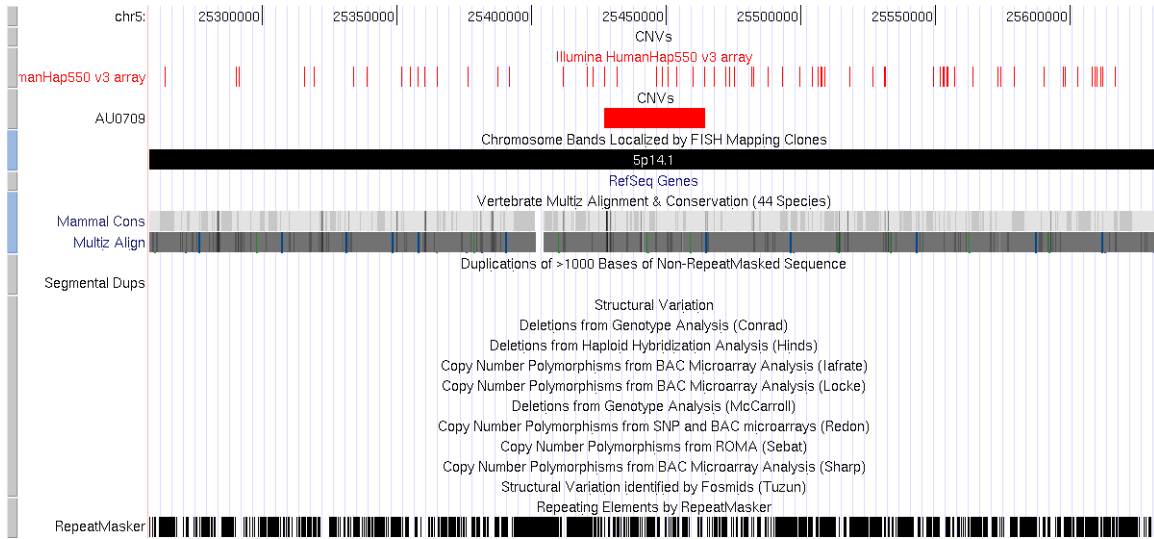 chr5: 25300000 25350000 25400000 25450000 25500000 25550000 25600000
CNVs
Illumina HumanHap550 v3 array
manHap550 v3 array
CNVs
AU0709
Chromosome Bands Localized by FISH Mapping Clones
5p14.1
RefSeq Genes
Vertebrate Multiz Alignment & Conservation (44 Species)
Mammal Cons
Multiz Align
Duplications of >1000 Bases of Non-RepeatMasked Sequence
Segmental Dups
Structural Variation
Deletions from Genotype Analysis (Conrad)
Deletions from Haploid Hybridization Analysis (Hinds)
Copy Number Polymorphisms from BAC Microarray Analysis (Iafrate)
Copy Number Polymorphisms from BAC Microarray Analysis (Locke)
Deletions from Genotype Analysis (McCarroll)
Copy Number Polymorphisms from SNP and BAC microarrays (Redon)
Copy Number Polymorphisms from ROMA (Sebat)
Copy Number Polymorphisms from BAC Microarray Analysis (Sharp)
Structural Variation identified by Fosmids (Tuzun)
Repeating Elements by RepeatMasker
RepeatMasker